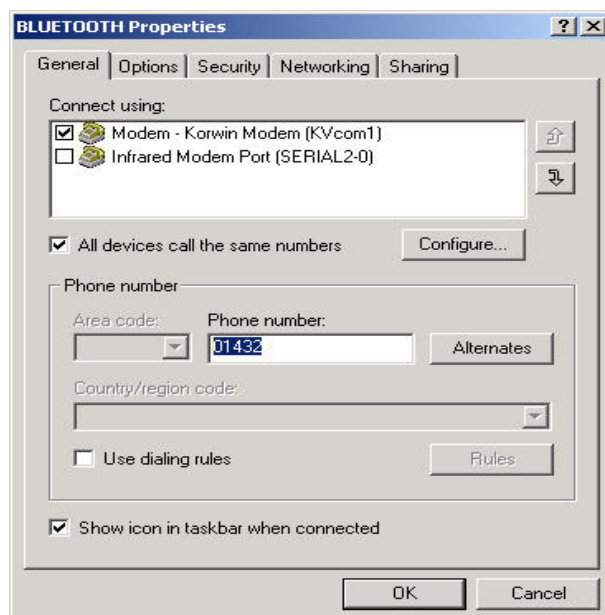 BLUETOOTH Properties
General Options Security Networking Sharing
Connect using:
Modem - Korwin Modem (KVcom1)
Infrared Modem Port (SERIAL2-0)
All devices call the same numbers Configure...
Phone number
Area code: Phone number:
01432 Alternates
Country/region code:
Use dialing rules Rules
Show icon in taskbar when connected
OK Cancel